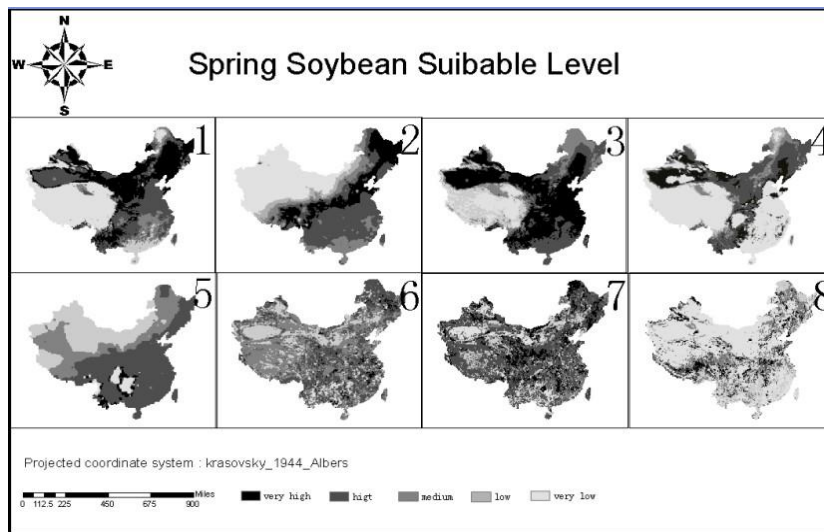 N
W E
S
Spring Soybean Suibable Level
1 2 3 4
5 6 7 8
Projected coordinate system : krasovsky_1944_Albers
Miles
0 112.5 225 450 675 900
very high higt medium low very low